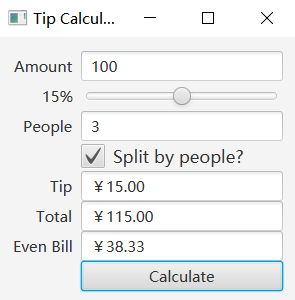 Tip Calcul...
Amount 100
15%
People 3
Split by people?
Tip ￥15.00
Total ￥115.00
Even Bill ￥38.33
Calculate